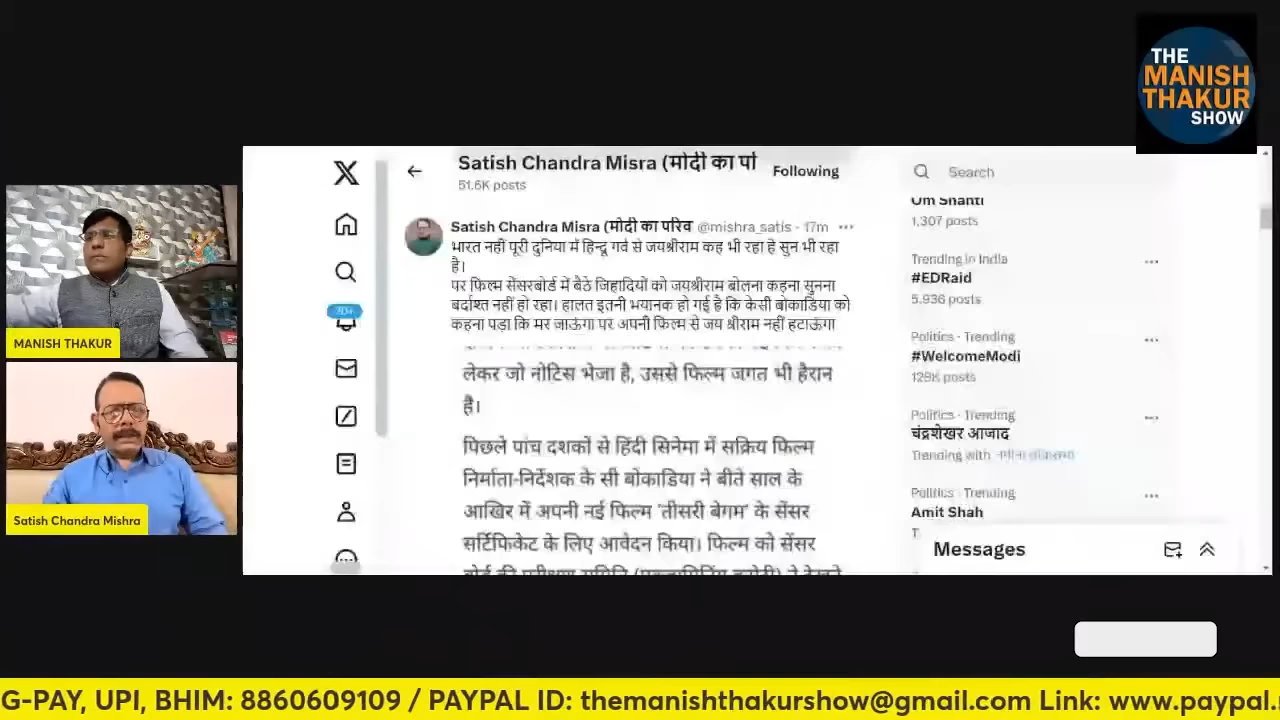 THE
MANISH
THAKUR
SHOW
MANISH THAKUR
Satish Chandra Mishra
Satish Chandra Misra (मोदी का पा
51.6K posts
Following
Satish Chandra Misra (मोदी का परिव @mishra_satis · 17m
भारत नहीं पूरी दुनिया में हिन्दू गर्व से जयश्रीराम कह भी रहा है सुन भी रहा
है।
पर फिल्म सेंसरबोर्ड में बैठे जिहादियों को जयश्रीराम बोलना कहना सुनना
बर्दाश्त नहीं हो रहा। हालत इतनी भयानक हो गई है कि केसी बोकाडिया को
कहना पड़ा कि मर जाऊंगा पर अपनी फिल्म से जय श्रीराम नहीं हटाऊंगा
लेकर जो नोटिस भेजा है, उससे फिल्म जगत भी हैरान
है।
पिछले पांच दशकों से हिंदी सिनेमा में सक्रिय फिल्म
निर्माता-निर्देशक के सी बोकाडिया ने बीते साल के
आखिर में अपनी नई फिल्म 'तीसरी बेगम' के सेंसर
सर्टिफिकेट के लिए आवेदन किया। फिल्म को सेंसर
Search
Om Shanti
1,307 posts
Trending in India
#EDRaid
5,936 posts
Politics · Trending
#WelcomeModi
129K posts
Politics · Trending
चंद्रशेखर आजाद
Trending with
Politics · Trending
Amit Shah
Messages
G-PAY, UPI, BHIM: 8860609109 / PAYPAL ID: themanishthakurshow@gmail.com Link: www.paypal.